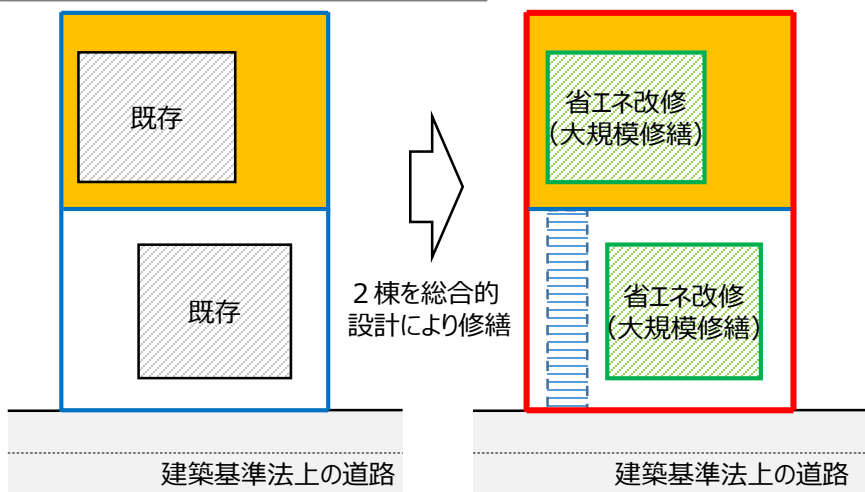 既存
既存
建築基準法上の道路
２棟を総合的
設計により修繕
省エネ改修
（大規模修繕）
省エネ改修
（大規模修繕）
建築基準法上の道路